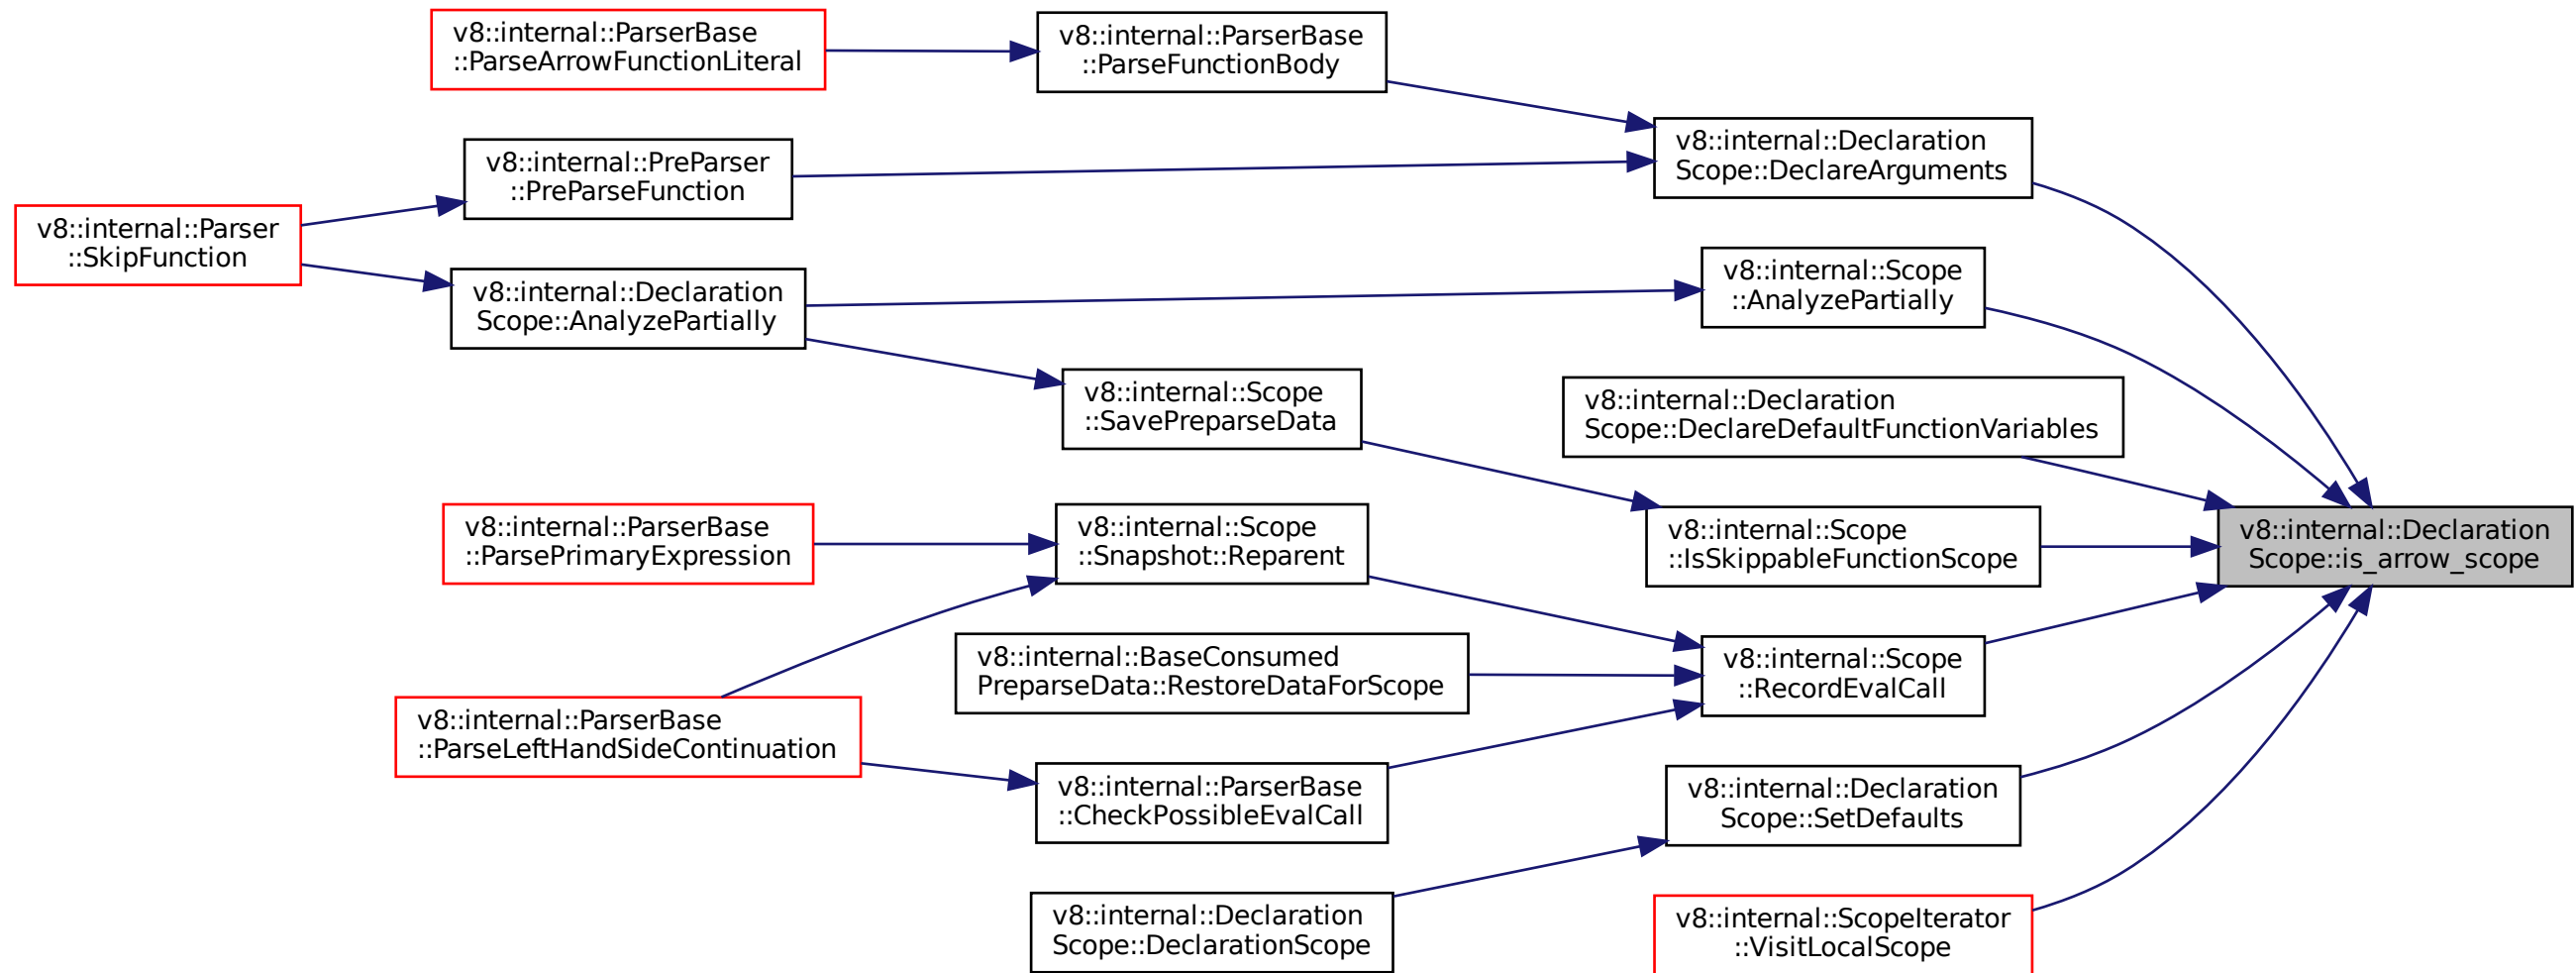 v8::internal::ParserBase
::ParseArrowFunctionLiteral
v8::internal::ParserBase
::ParseFunctionBody
v8::internal::Declaration
Scope::DeclareArguments
v8::internal::PreParser
::PreParseFunction
v8::internal::Parser
::SkipFunction
v8::internal::Declaration
Scope::AnalyzePartially
v8::internal::Scope
::AnalyzePartially
v8::internal::Scope
::SavePreparseData
v8::internal::Declaration
Scope::DeclareDefaultFunctionVariables
v8::internal::ParserBase
::ParsePrimaryExpression
v8::internal::Scope
::Snapshot::Reparent
v8::internal::Scope
::IsSkippableFunctionScope
v8::internal::Declaration
Scope::is_arrow_scope
v8::internal::BaseConsumed
PreparseData::RestoreDataForScope
v8::internal::Scope
::RecordEvalCall
v8::internal::ParserBase
::ParseLeftHandSideContinuation
v8::internal::ParserBase
::CheckPossibleEvalCall
v8::internal::Declaration
Scope::SetDefaults
v8::internal::Declaration
Scope::DeclarationScope
v8::internal::ScopeIterator
::VisitLocalScope